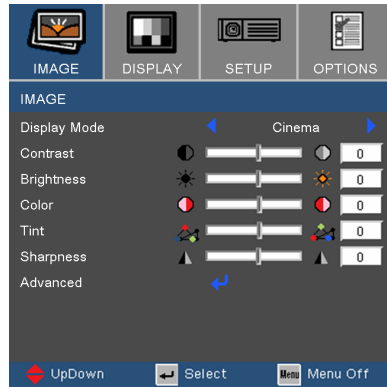 IMAGE DISPLAY SETUP OPTIONS
IMAGE
Display Mode Cinema
Contrast 0
Brightness 0
Color 0
Tint 0
Sharpness 0
Advanced
UpDown Select Menu Menu Off